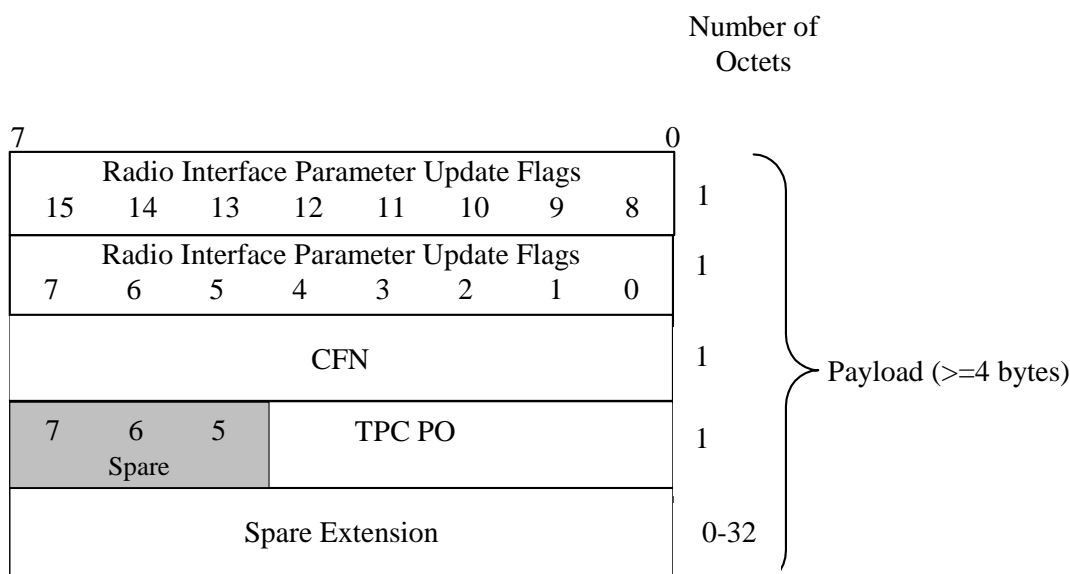 Number of
Octets
7 0
Radio Interface Parameter Update Flags
15 14 13 12 11 10 9 8 1
Radio Interface Parameter Update Flags
7 6 5 4 3 2 1 0 1
CFN 1
Payload (>=4 bytes)
7 6 5 TPC PO 1
Spare
Spare Extension 0-32